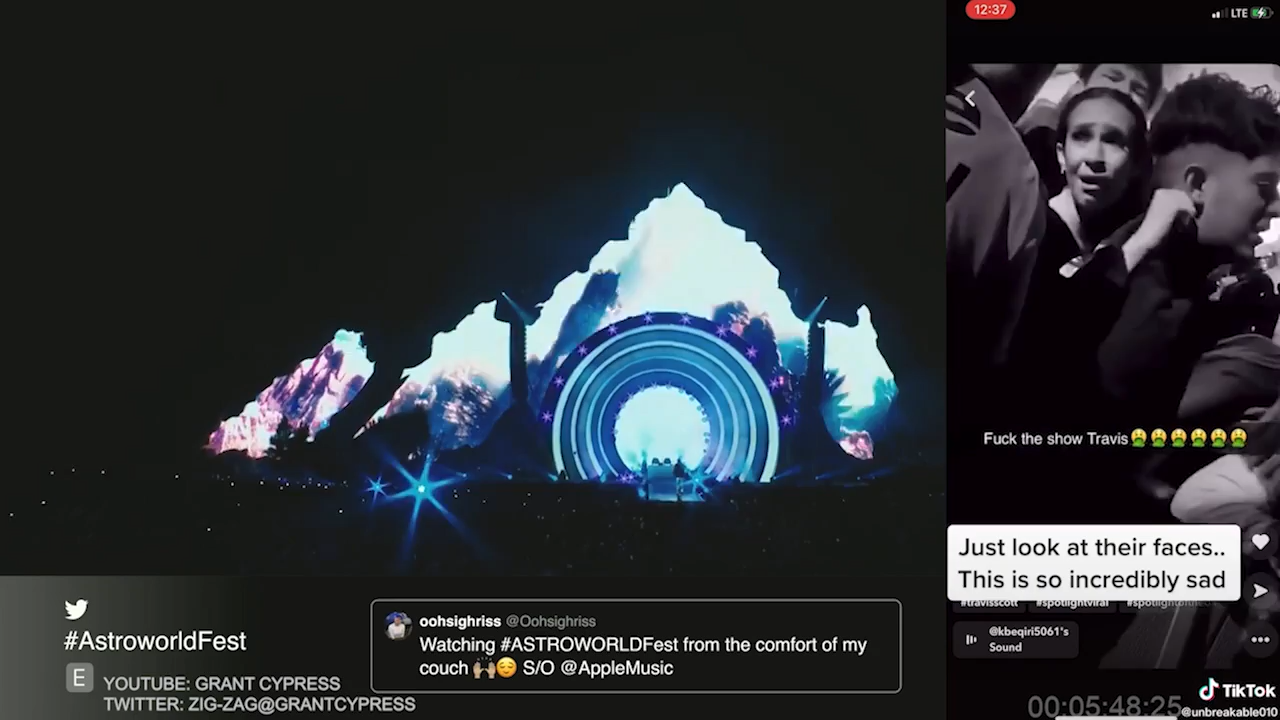 #AstroworldFest
E
YOUTUBE: GRANT CYPRESS
TWITTER: ZIG-ZAG@GRANTCYPRESS
oohsighriss @Oohsighriss
Watching #ASTROWORLDFest from the comfort of my
couch 🙌🏽😌 S/O @AppleMusic
12:37
LTE
Fuck the show Travis🤮🤮🤮🤮🤮🤮
Just look at their faces..
This is so incredibly sad
#travisscott #spotlightviral
@kbeqiri5061's
Sound
00:05:48:25
TikTok
@unbreakable010